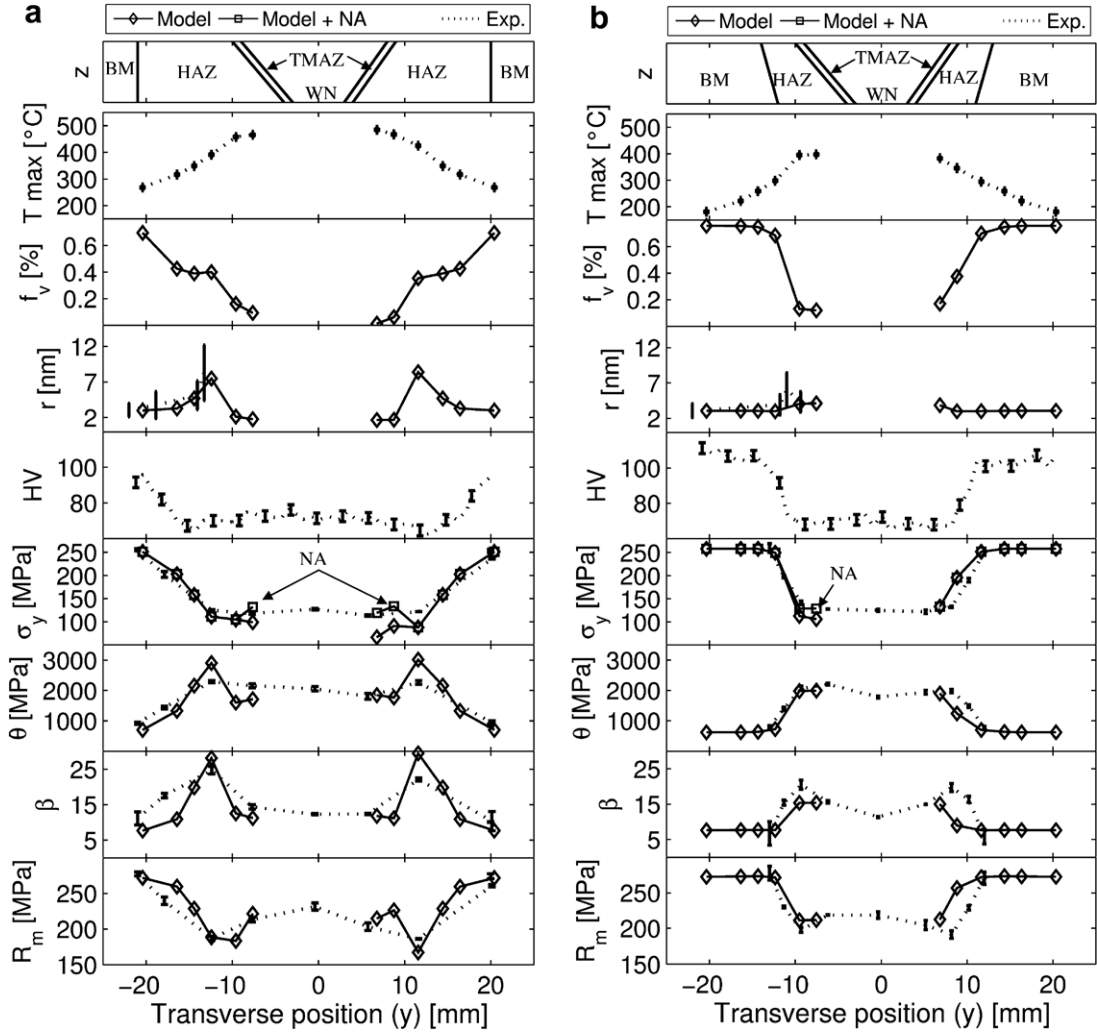 a
Model Model + NA Exp.
z
BM HAZ TMAZ WN HAZ BM
T max [°C]
500
400
300
200
f_v [%]
0.6
0.4
0.2
r [nm]
12
7
2
HV
100
80
σ_y [MPa]
250
200
150
100
NA
θ [MPa]
3000
2000
1000
β
25
15
5
R_m [MPa]
250
200
150
−20 −10 0 10 20
Transverse position (y) [mm]
b
Model Model + NA Exp.
z
BM HAZ TMAZ WN HAZ BM
T max [°C]
500
400
300
200
f_v [%]
0.6
0.4
0.2
r [nm]
12
7
2
HV
100
80
σ_y [MPa]
250
200
150
100
NA
θ [MPa]
3000
2000
1000
β
25
15
5
R_m [MPa]
250
200
150
−20 −10 0 10 20
Transverse position (y) [mm]